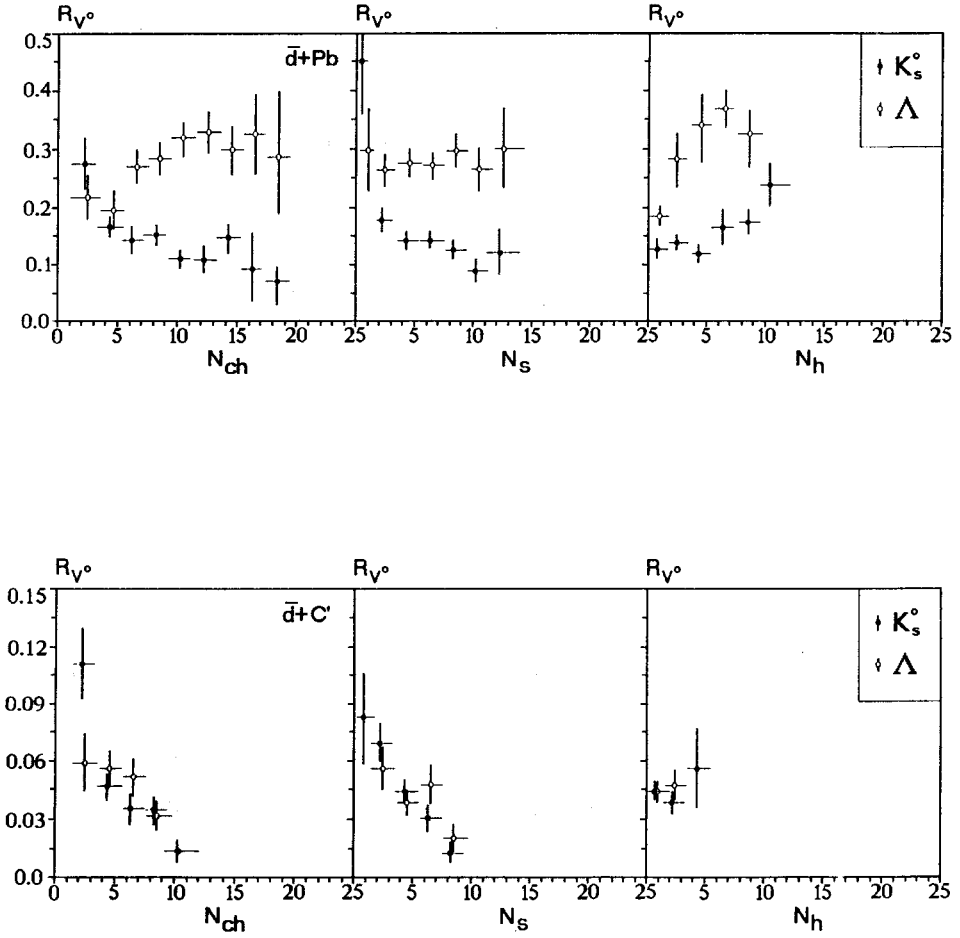 R_V° R_V° R_V°
0.5
0.4
0.3
0.2
0.1
0.0
d̅+Pb
K_s°
Λ
0 5 10 15 20 25 5 10 15 20 25 5 10 15 20 25
N_ch N_s N_h
R_V° R_V° R_V°
0.15
0.12
0.09
0.06
0.03
0.0
d̅+C'
K_s°
Λ
0 5 10 15 20 25 5 10 15 20 25 5 10 15 20 25
N_ch N_s N_h